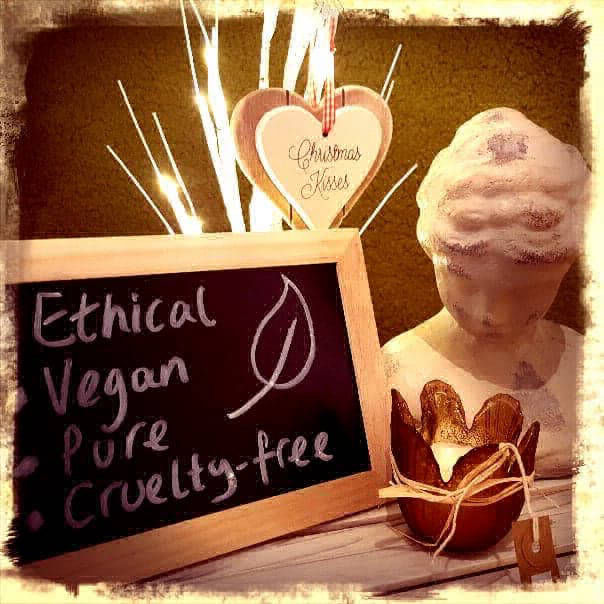 Christmas
Kisses
Ethical
• Vegan
• Pure
• Cruelty-free